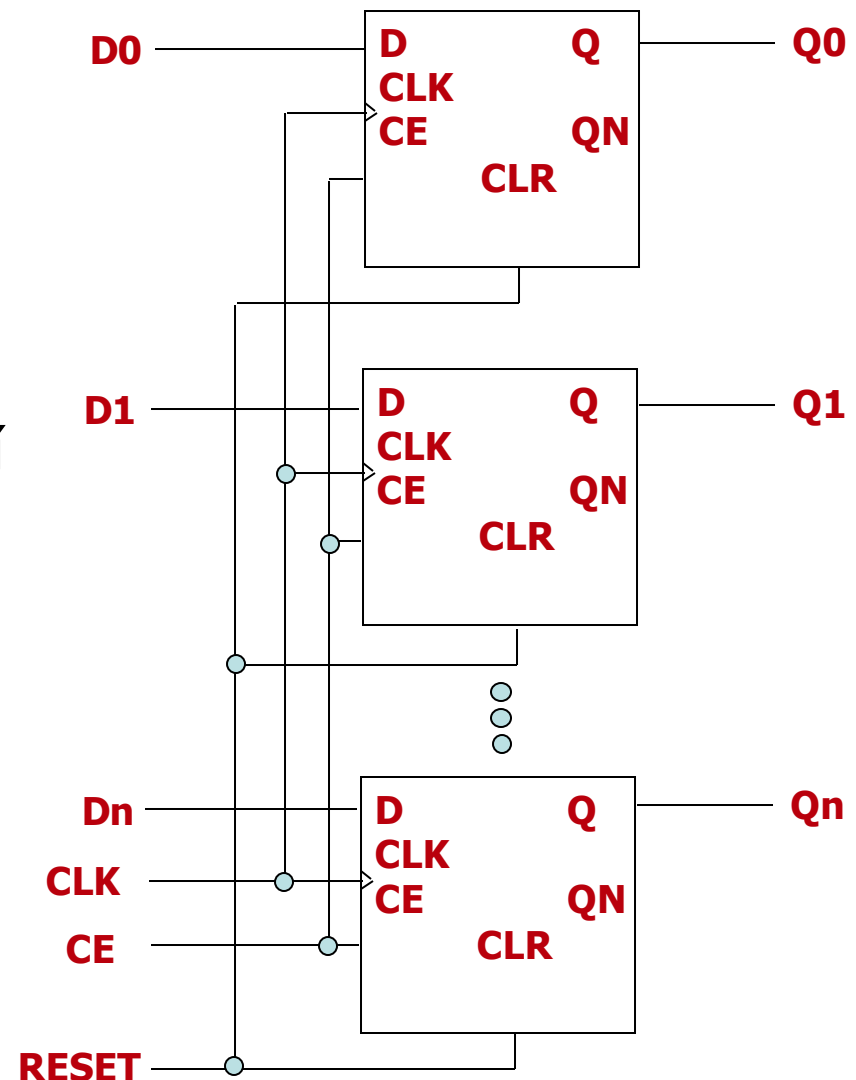 D0 D Q Q0
CLK
CE QN
CLR
D1 D Q Q1
CLK
CE QN
CLR
Dn D Q Qn
CLK CLK
CE CE QN
CLR
RESET